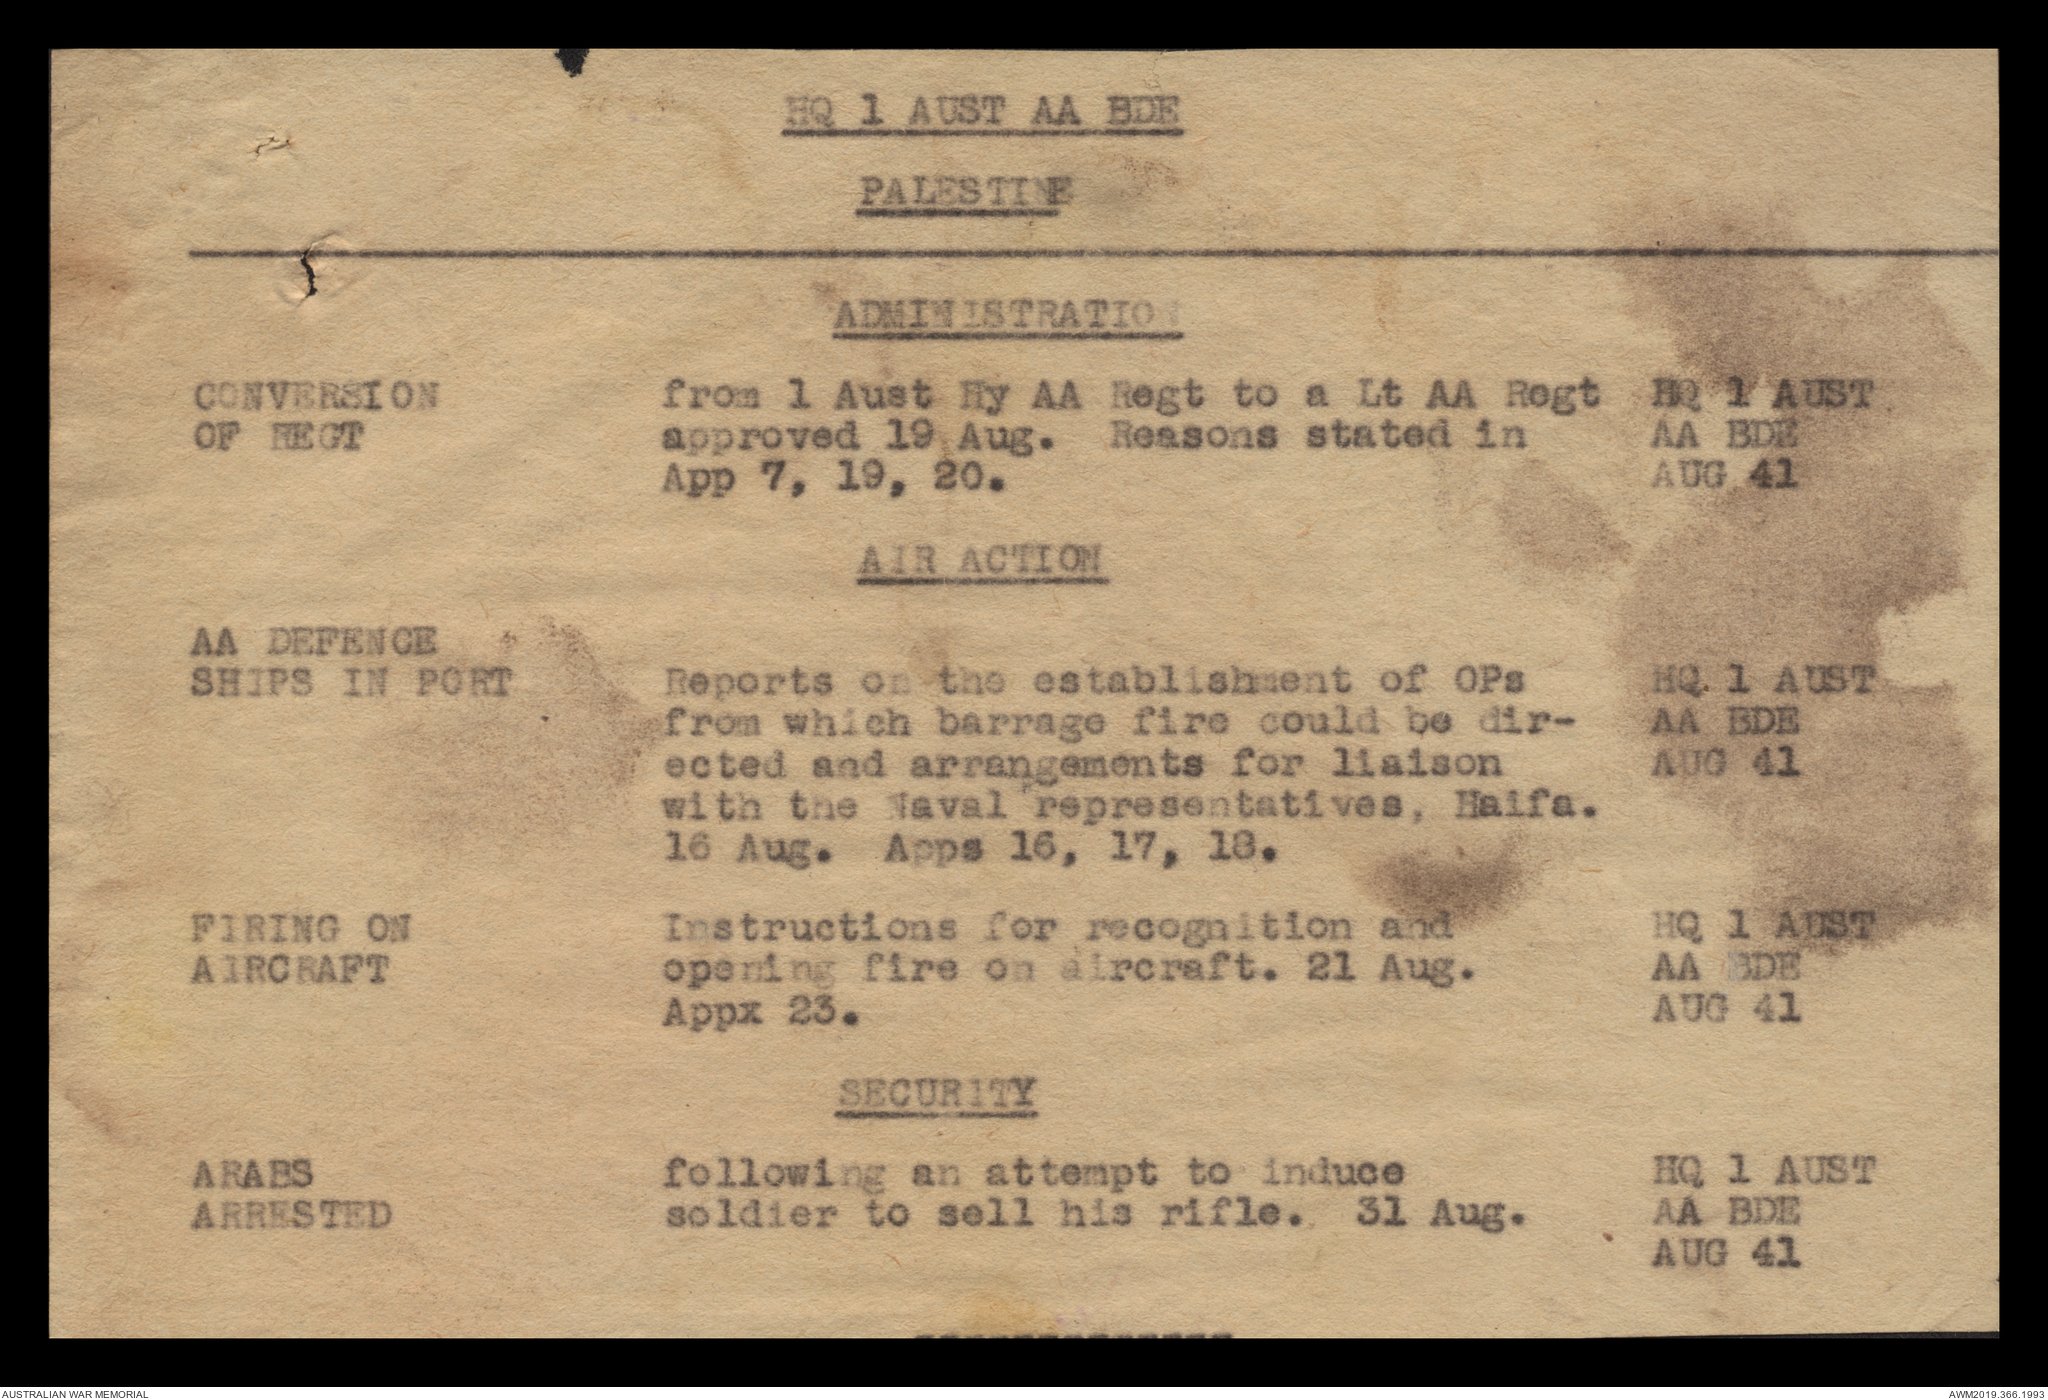 HQ 1 AUST AA BDE
PALESTINE
ADMINISTRATION
CONVERSION from 1 Aust Hy AA Regt to a Lt AA Regt HQ 1 AUST
OF REGT approved 19 Aug. Reasons stated in AA BDE
App 7, 19, 20. AUG 41
AIR ACTION
AA DEFENCE
SHIPS IN PORT Reports on the establishment of OPs HQ 1 AUST
from which barrage fire could be dir- AA BDE
ected and arrangements for liaison AUG 41
with the Naval representatives, Haifa.
16 Aug. Apps 16, 17, 18.
FIRING ON Instructions for recognition and HQ 1 AUST
AIRCRAFT opening fire on aircraft. 21 Aug. AA BDE
Appx 23. AUG 41
SECURITY
ARABS following an attempt to induce HQ 1 AUST
ARRESTED soldier to sell his rifle. 31 Aug. AA BDE
AUG 41
AUSTRALIAN WAR MEMORIAL AWM2019.366.1993